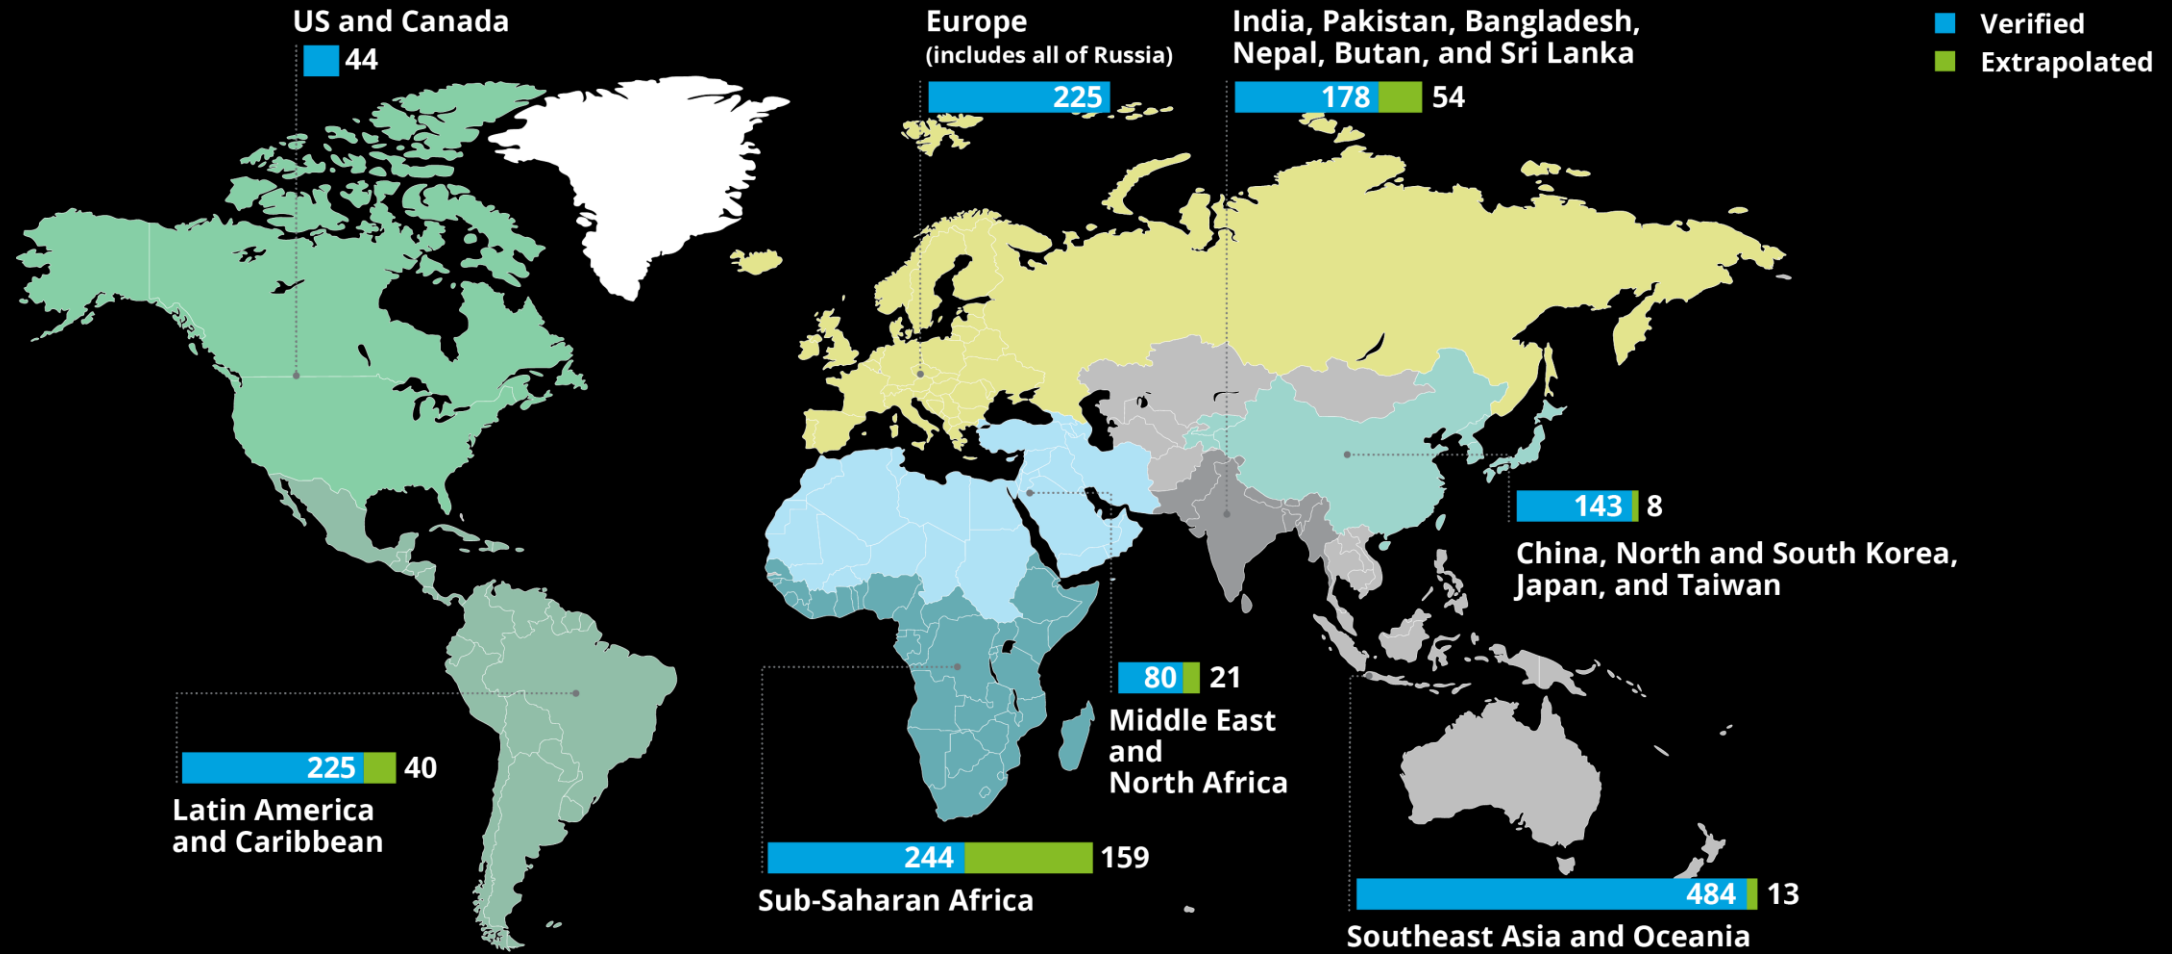 US and Canada
44
Europe
(includes all of Russia)
225
India, Pakistan, Bangladesh,
Nepal, Butan, and Sri Lanka
178 54
Verified
Extrapolated
143 8
China, North and South Korea,
Japan, and Taiwan
80 21
Middle East
and
North Africa
225 40
Latin America
and Caribbean
244 159
Sub-Saharan Africa
484 13
Southeast Asia and Oceania